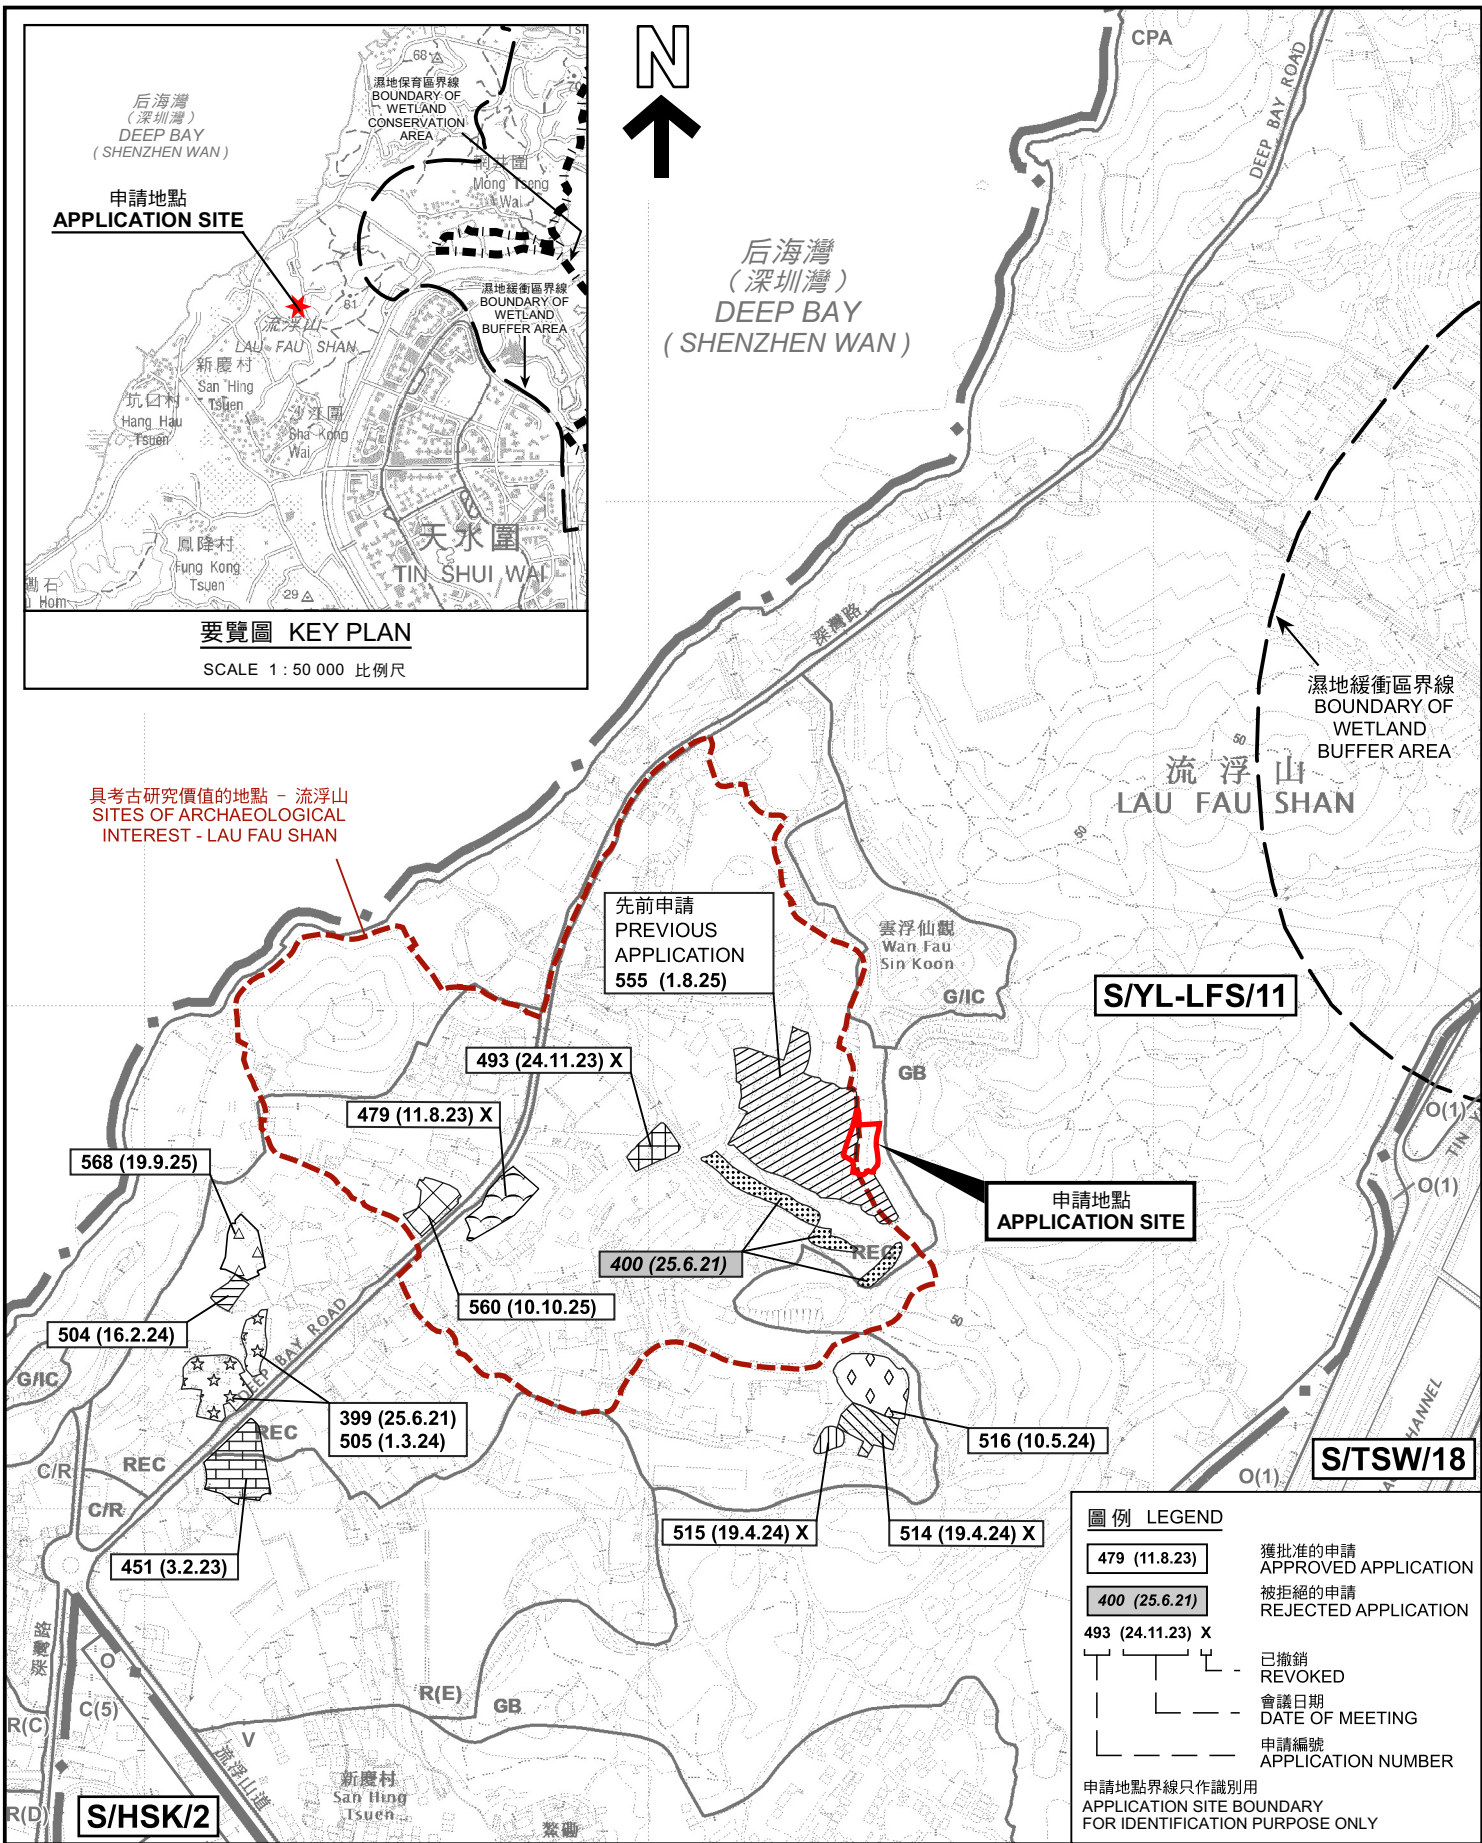 68
濕地保育區界線
BOUNDARY OF
WETLAND
CONSERVATION
AREA
后海灣
（深圳灣）
DEEP BAY
( SHENZHEN WAN )
輞井圍
Mong Tseng
Wai
申請地點
APPLICATION SITE
81
濕地緩衝區界線
BOUNDARY OF
WETLAND
BUFFER AREA
流浮山
LAU FAU SHAN
新慶村
San Hing
Tsuen
坑口村
Hang Hau
Tsuen
沙江圍
Sha Kong
Wai
天水圍
TIN SHUI WAI
鳳降村
Fung Kong
Tsuen
29
要覽圖 KEY PLAN
SCALE 1 : 50 000 比例尺
N
CPA
DEEP BAY ROAD
后海灣
（深圳灣）
DEEP BAY
( SHENZHEN WAN )
深灣路
濕地緩衝區界線
BOUNDARY OF
WETLAND
BUFFER AREA
50
流浮山
LAU FAU SHAN
50
具考古研究價值的地點 - 流浮山
SITES OF ARCHAEOLOGICAL
INTEREST - LAU FAU SHAN
先前申請
PREVIOUS
APPLICATION
555 (1.8.25)
雲浮仙觀
Wan Fau
Sin Koon
G/IC
S/YL-LFS/11
GB
493 (24.11.23) X
479 (11.8.23) X
568 (19.9.25)
O(1)
TIN Y
O(1)
申請地點
APPLICATION SITE
REC
400 (25.6.21)
560 (10.10.25)
504 (16.2.24)
50
DEEP BAY ROAD
G/IC
399 (25.6.21)
505 (1.3.24)
REC
516 (10.5.24)
HANNEL
S/TSW/18
O(1)
C/R
REC
C/R
515 (19.4.24) X
514 (19.4.24) X
451 (3.2.23)
深灣路
O
C(5)
R(C)
R(E)
GB
V
流浮山道
新慶村
San Hing
Tsuen
R(D)
S/HSK/2
圖例 LEGEND
479 (11.8.23)
獲批准的申請
APPROVED APPLICATION
400 (25.6.21)
被拒絕的申請
REJECTED APPLICATION
493 (24.11.23) X
已撤銷
REVOKED
會議日期
DATE OF MEETING
申請編號
APPLICATION NUMBER
申請地點界線只作識別用
APPLICATION SITE BOUNDARY
FOR IDENTIFICATION PURPOSE ONLY